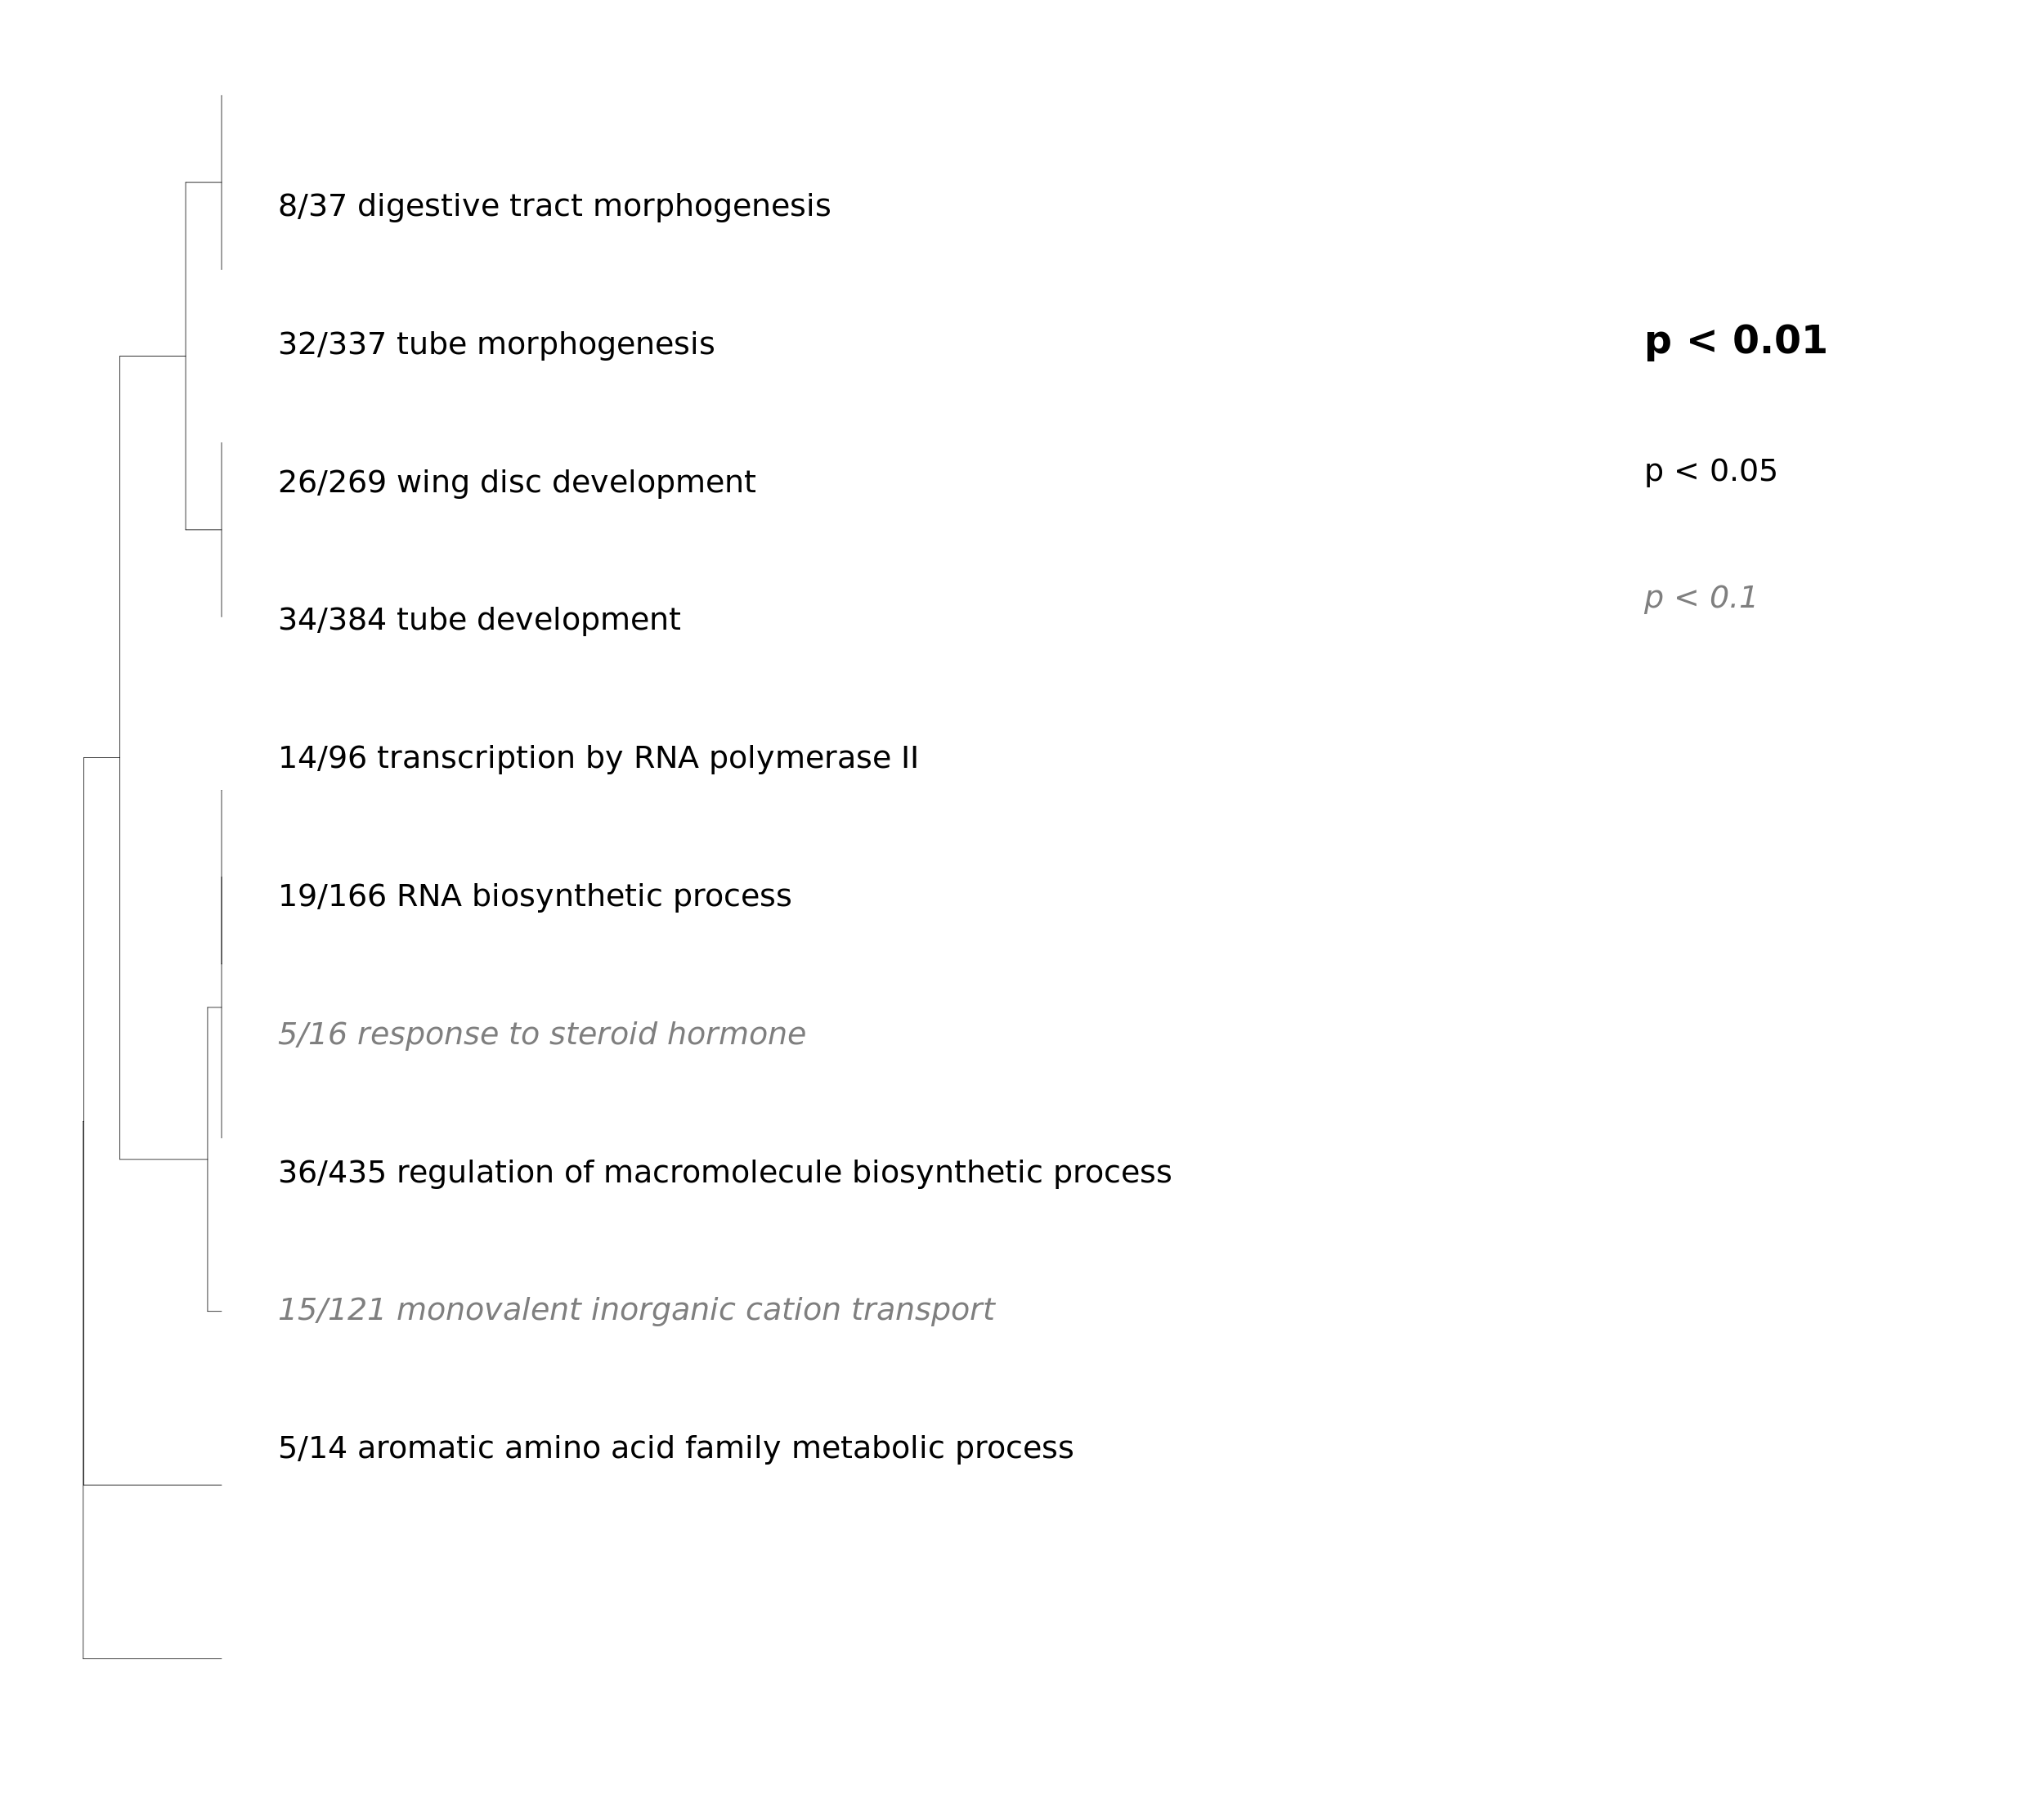 8/37 digestive tract morphogenesis
32/337 tube morphogenesis
26/269 wing disc development
34/384 tube development
14/96 transcription by RNA polymerase II
19/166 RNA biosynthetic process
5/16 response to steroid hormone
36/435 regulation of macromolecule biosynthetic process
15/121 monovalent inorganic cation transport
5/14 aromatic amino acid family metabolic process
p < 0.01
p < 0.05
p < 0.1